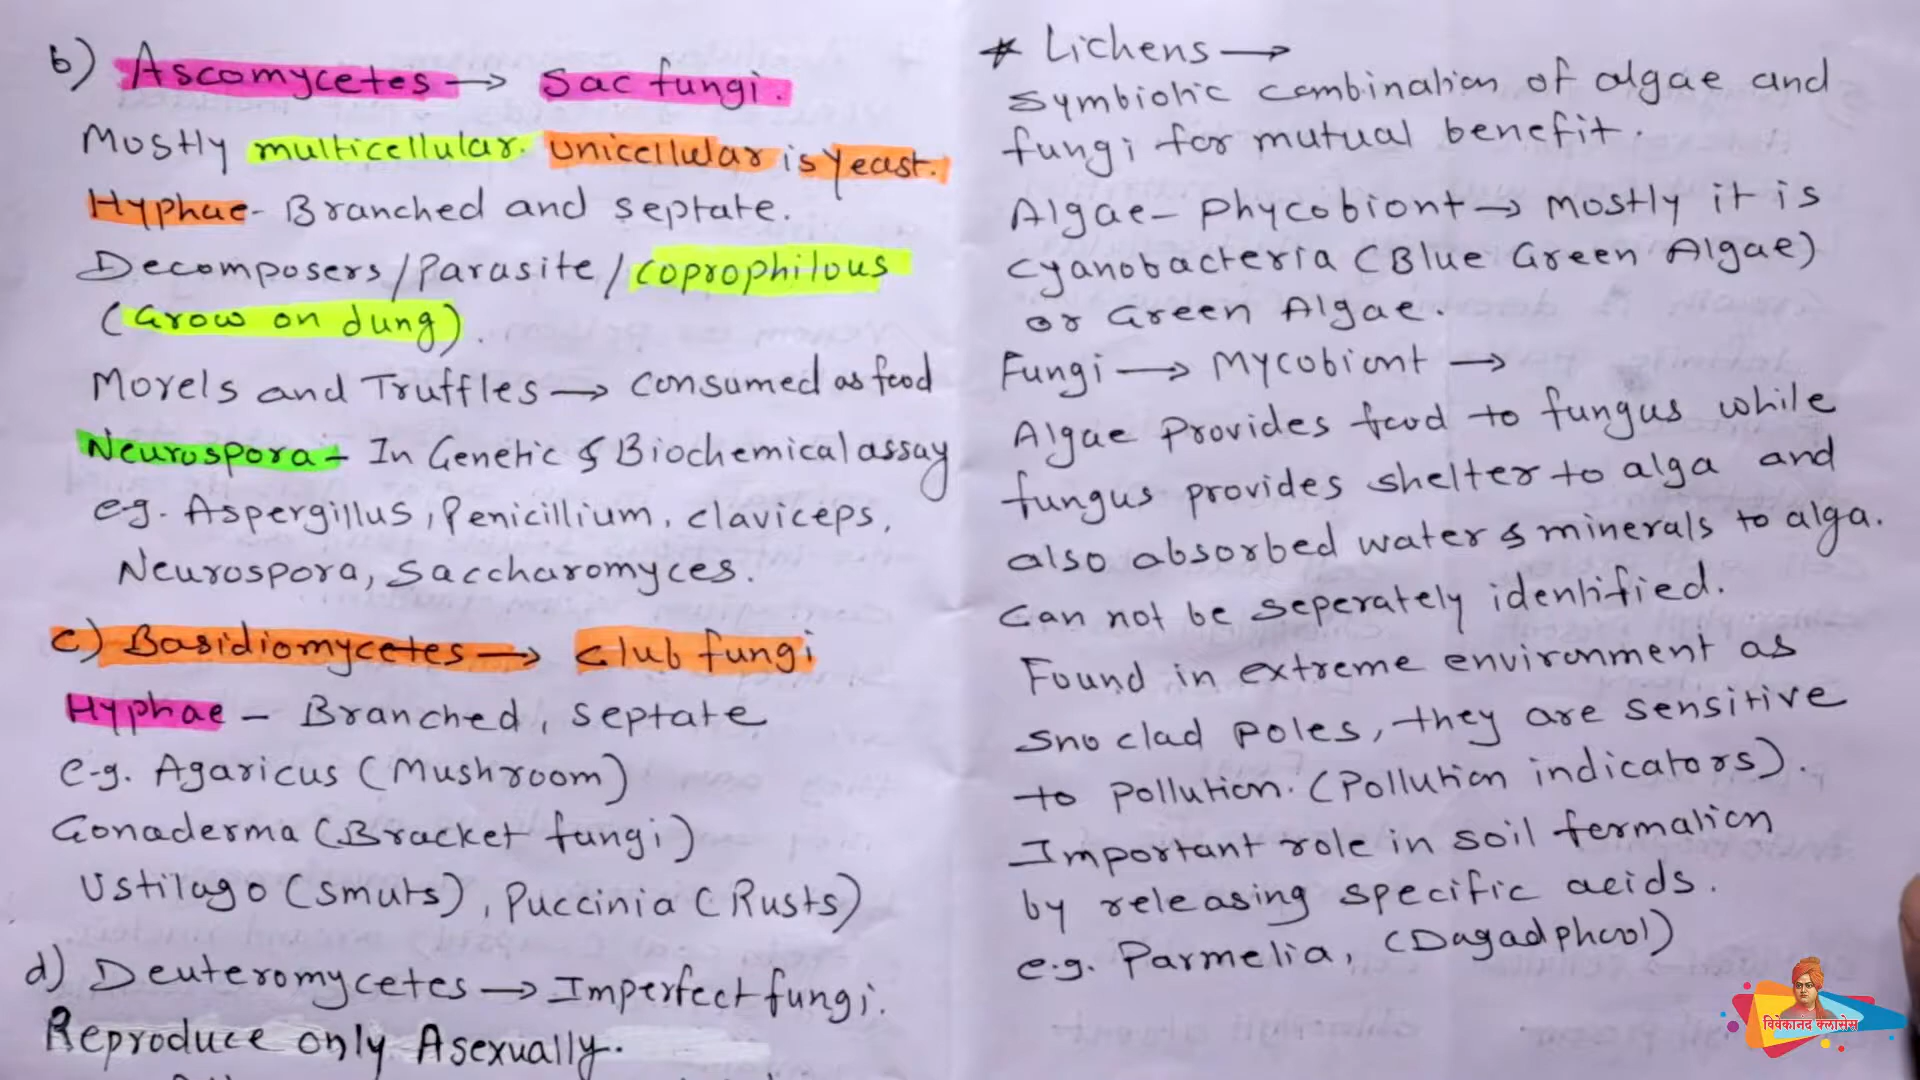 b) Ascomycetes → Sac fungi.
Mostly multicellular. unicellular is Yeast.
Hyphae - Branched and septate.
Decomposers/Parasite/coprophilous
(Grow on dung).
Morels and Truffles → consumed as food
Neurospora - In Genetic & Biochemical assay
e.g. Aspergillus, Penicillium, claviceps,
Neurospora, Saccharomyces.
c) Basidiomycetes → club fungi
Hyphae - Branched, septate
e.g. Agaricus (Mushroom)
Gonaderma (Bracket fungi)
Ustilago (Smuts), Puccinia (Rusts)
d) Deuteromycetes → Imperfect fungi.
Reproduce only Asexually.
* Lichens →
Symbiotic combination of algae and
fungi for mutual benefit.
Algae - Phycobiont → Mostly it is
cyanobacteria (Blue Green Algae)
or Green Algae.
Fungi → Mycobiont →
Algae provides food to fungus while
fungus provides shelter to alga and
also absorbed water & minerals to alga.
can not be seperately identified.
Found in extreme environment as
sno clad poles, they are sensitive
to pollution. (Pollution indicators).
Important role in soil formation
by releasing specific acids.
e.g. Parmelia, (Dagadphool)
विवेकानंद क्लासेस